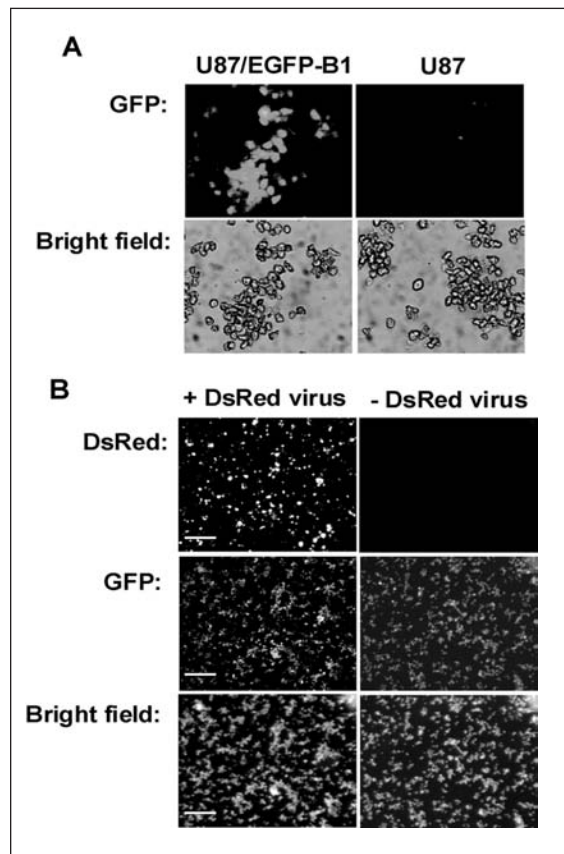 A
U87/EGFP-B1 U87
GFP:
Bright field:
B
+ DsRed virus - DsRed virus
DsRed:
GFP:
Bright field: